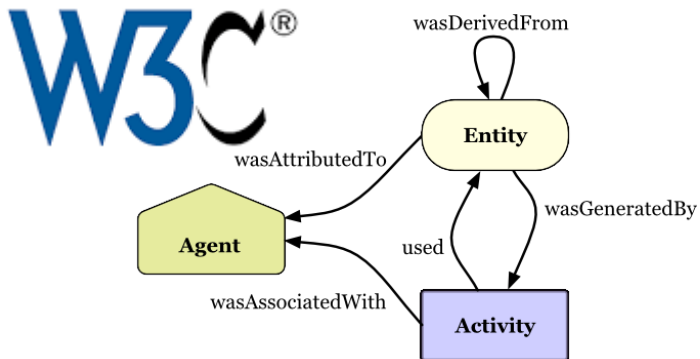 W3C®
wasDerivedFrom
Entity
wasAttributedTo
wasGeneratedBy
Agent
used
wasAssociatedWith
Activity